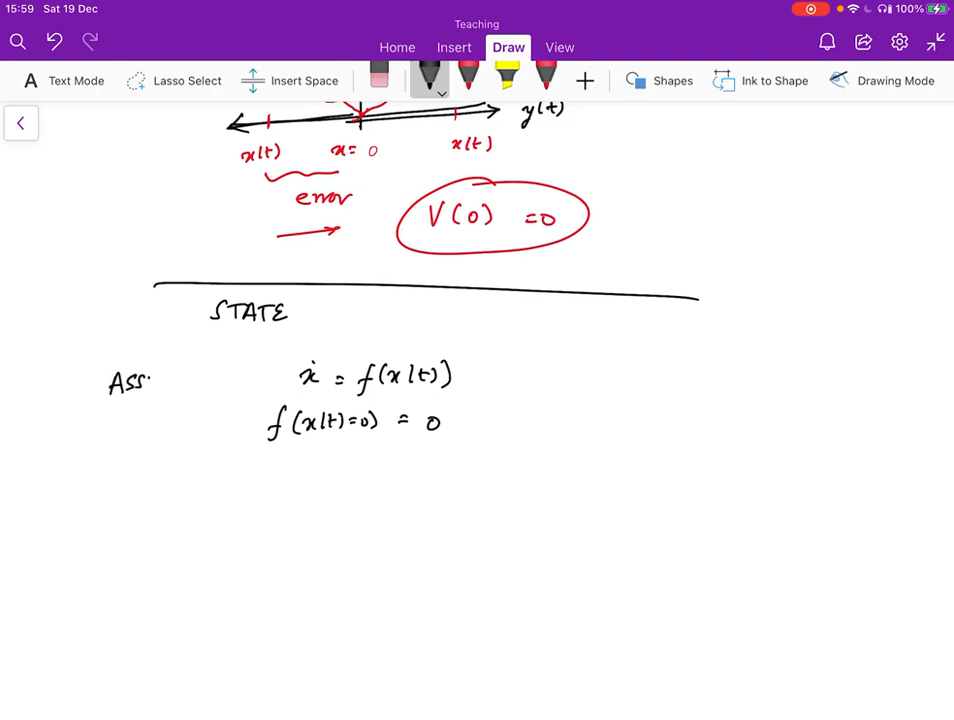 15:59 Sat 19 Dec
100%
Teaching
Home Insert Draw View
Text Mode Lasso Select Insert Space Shapes Ink to Shape Drawing Mode
y(t)
x(t) x = 0 x(t)
error
V(0) = 0
STATE
ASS: ẋ = f(x(t))
f(x(t)=0) = 0